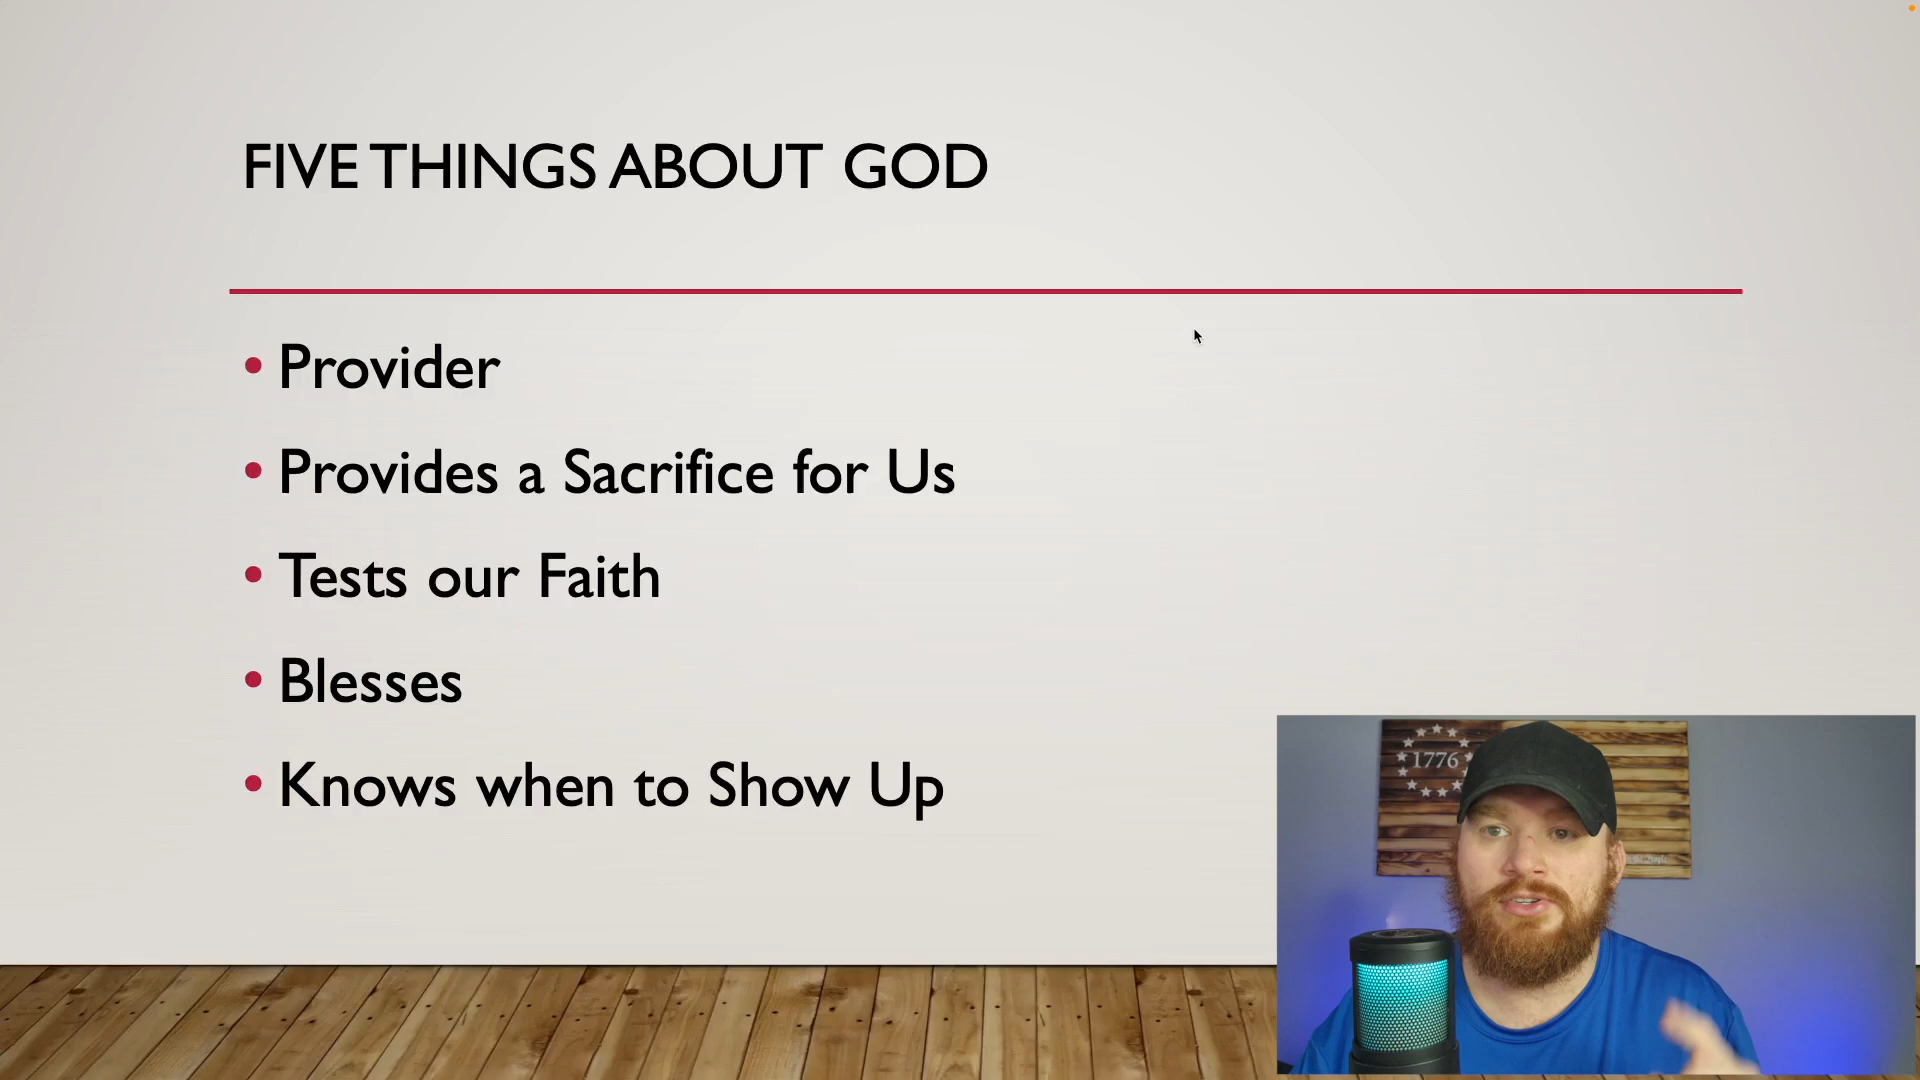 FIVE THINGS ABOUT GOD
• Provider
• Provides a Sacrifice for Us
• Tests our Faith
• Blesses
• Knows when to Show Up
1776